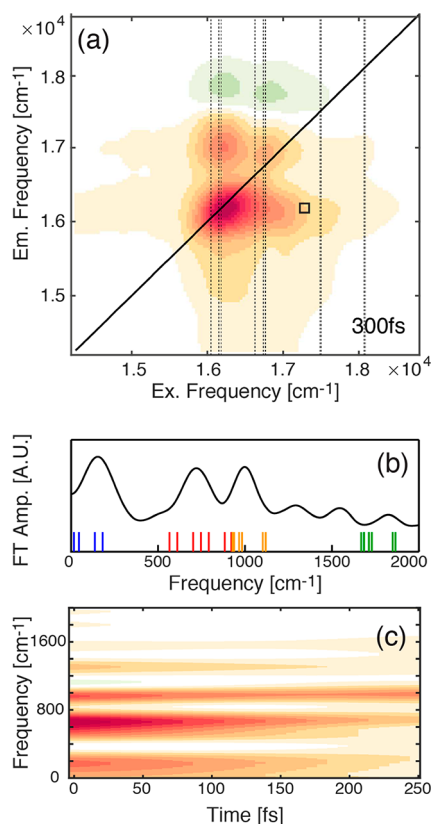 ×10⁴
(a)
Em. Frequency [cm-1]
1.8
1.7
1.6
1.5
300fs
1.5 1.6 1.7 1.8 ×10⁴
Ex. Frequency [cm-1]
FT Amp. [A.U.]
(b)
0 500 1000 1500 2000
Frequency [cm-1]
Frequency [cm-1]
(c)
1600
800
0
0 50 100 150 200 250
Time [fs]